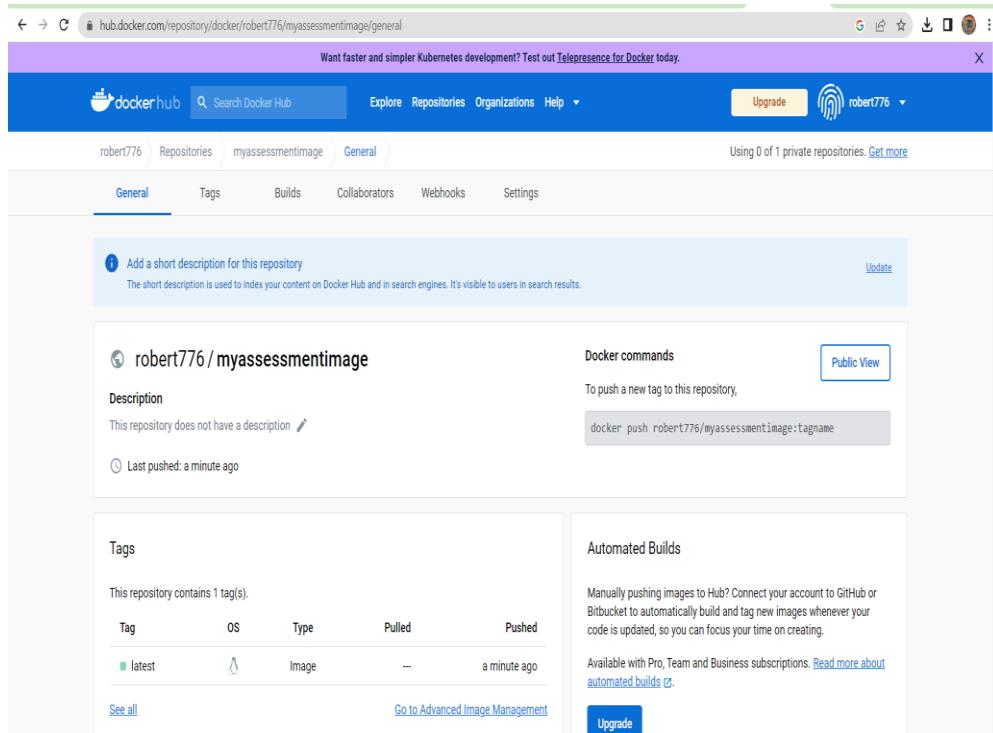 hub.docker.com/repository/docker/robert776/myassessmentimage/general
Want faster and simpler Kubernetes development? Test out Telepresence for Docker today. X
dockerhub Search Docker Hub Explore Repositories Organizations Help Upgrade robert776
robert776 Repositories myassessmentimage General Using 0 of 1 private repositories. Get more
General Tags Builds Collaborators Webhooks Settings
Add a short description for this repository Update
The short description is used to index your content on Docker Hub and in search engines. It's visible to users in search results.
robert776 / myassessmentimage
Description
This repository does not have a description
Last pushed: a minute ago
Docker commands Public View
To push a new tag to this repository,
docker push robert776/myassessmentimage:tagname
Tags
This repository contains 1 tag(s).
Tag OS Type Pulled Pushed
latest Image --- a minute ago
See all Go to Advanced Image Management
Automated Builds
Manually pushing images to Hub? Connect your account to GitHub or
Bitbucket to automatically build and tag new images whenever your
code is updated, so you can focus your time on creating.
Available with Pro, Team and Business subscriptions. Read more about
automated builds .
Upgrade